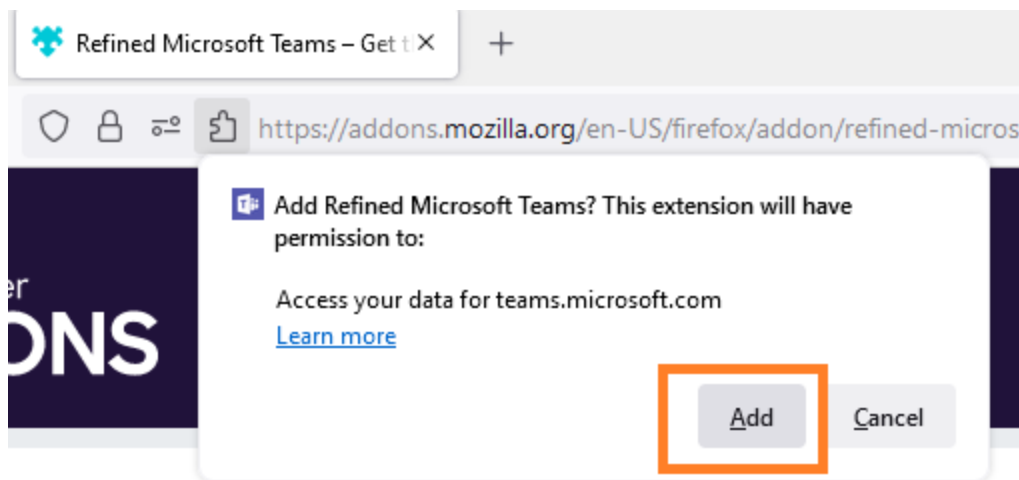 Refined Microsoft Teams – Get t
https://addons.mozilla.org/en-US/firefox/addon/refined-micros
Add Refined Microsoft Teams? This extension will have
permission to:
Access your data for teams.microsoft.com
Learn more
er
ONS
Add
Cancel